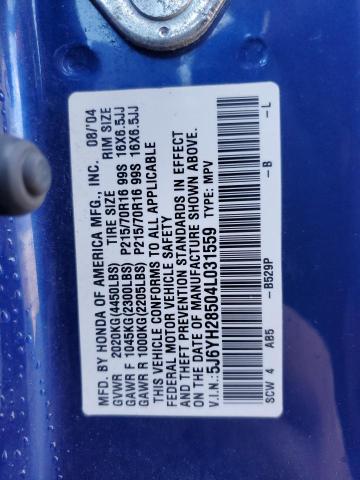 MFD. BY HONDA OF AMERICA MFG., INC. 08/'04
GVWR 2020KG(4450LBS) TIRE SIZE RIM SIZE
GAWR F 1045KG(2300LBS) P215/70R16 99S 16X6.5JJ
GAWR R 1000KG(2200LBS) P215/70R16 99S 16X6.5JJ
THIS VEHICLE CONFORMS TO ALL APPLICABLE
FEDERAL MOTOR VEHICLE SAFETY, BUMPER,
AND THEFT PREVENTION STANDARDS IN EFFECT
ON THE DATE OF MANUFACTURE SHOWN ABOVE.
V.I.N.: 5J6YH28504L031559 TYPE: MPV
SCW 4 AB5 -B529P -B -L